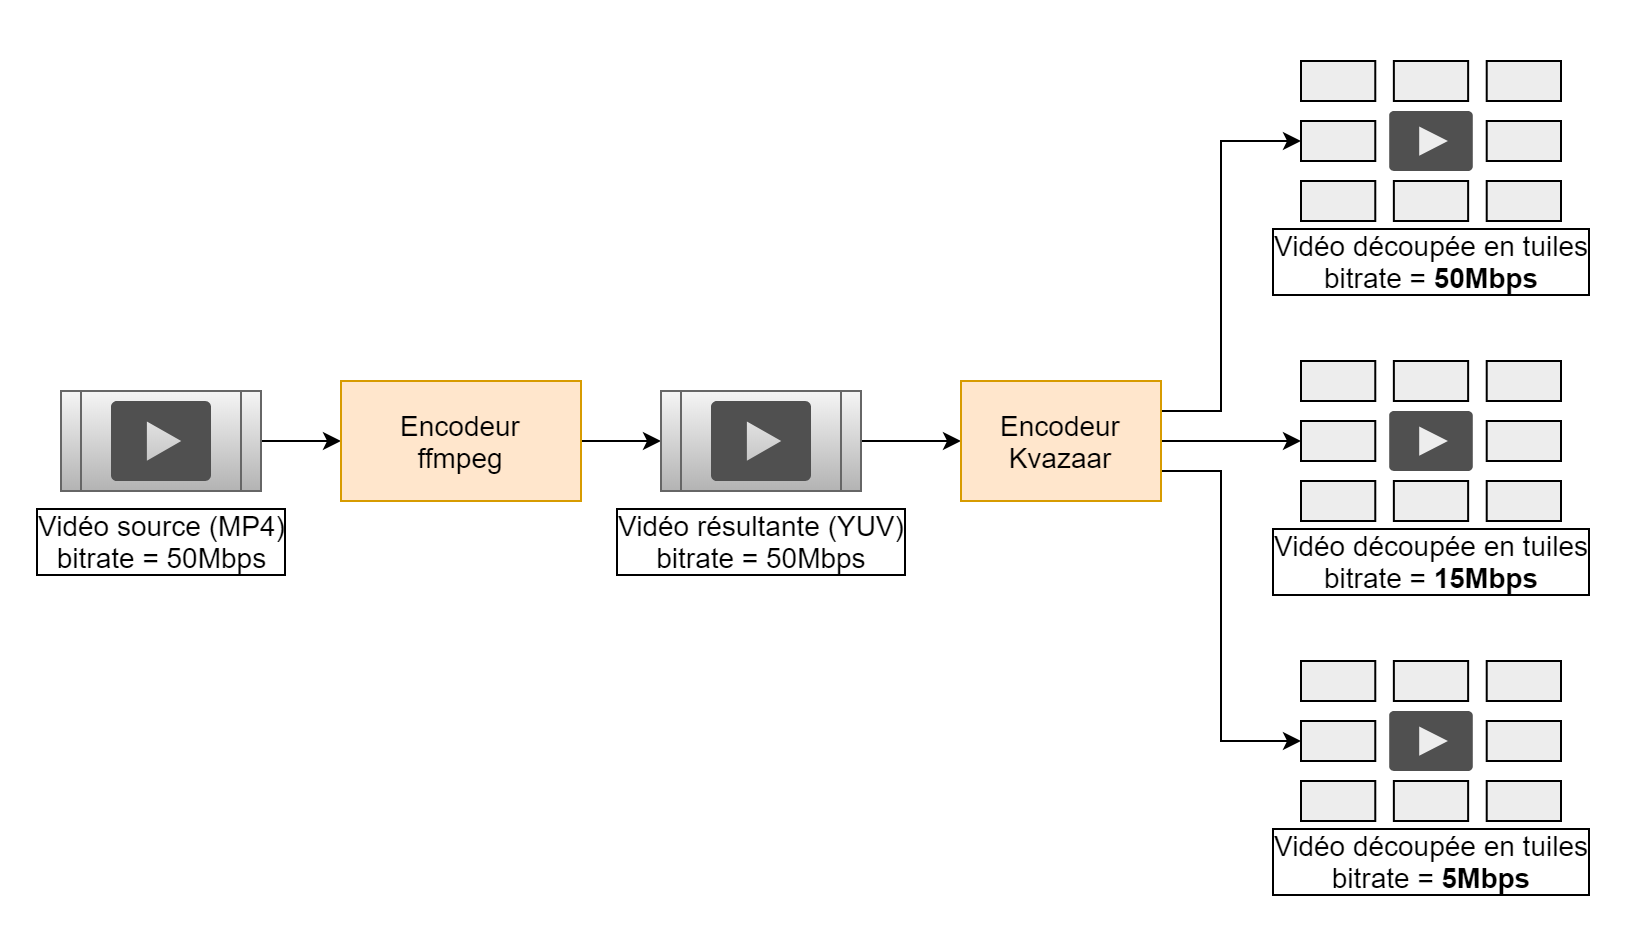 Vidéo source (MP4)
bitrate = 50Mbps
Encodeur
ffmpeg
Vidéo résultante (YUV)
bitrate = 50Mbps
Encodeur
Kvazaar
Vidéo découpée en tuiles
bitrate = 50Mbps
Vidéo découpée en tuiles
bitrate = 15Mbps
Vidéo découpée en tuiles
bitrate = 5Mbps